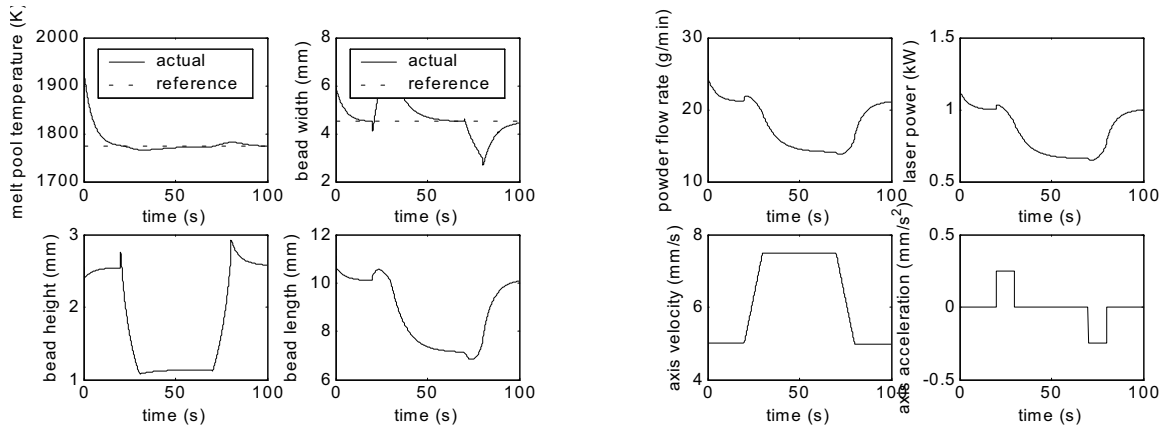 melt pool temperature (K)
2000
1900
1800
1700
0
50
100
time (s)
actual
reference
bead width (mm)
8
6
4
2
0
50
100
time (s)
actual
reference
powder flow rate (g/min)
30
20
10
0
50
100
time (s)
laser power (kW)
1.5
1
0.5
0
50
100
time (s)
bead height (mm)
3
2
1
0
50
100
time (s)
bead length (mm)
12
10
8
6
0
50
100
time (s)
axis velocity (mm/s)
8
6
4
0
50
100
time (s)
axis acceleration (mm/s²)
0.5
0
-0.5
0
50
100
time (s)